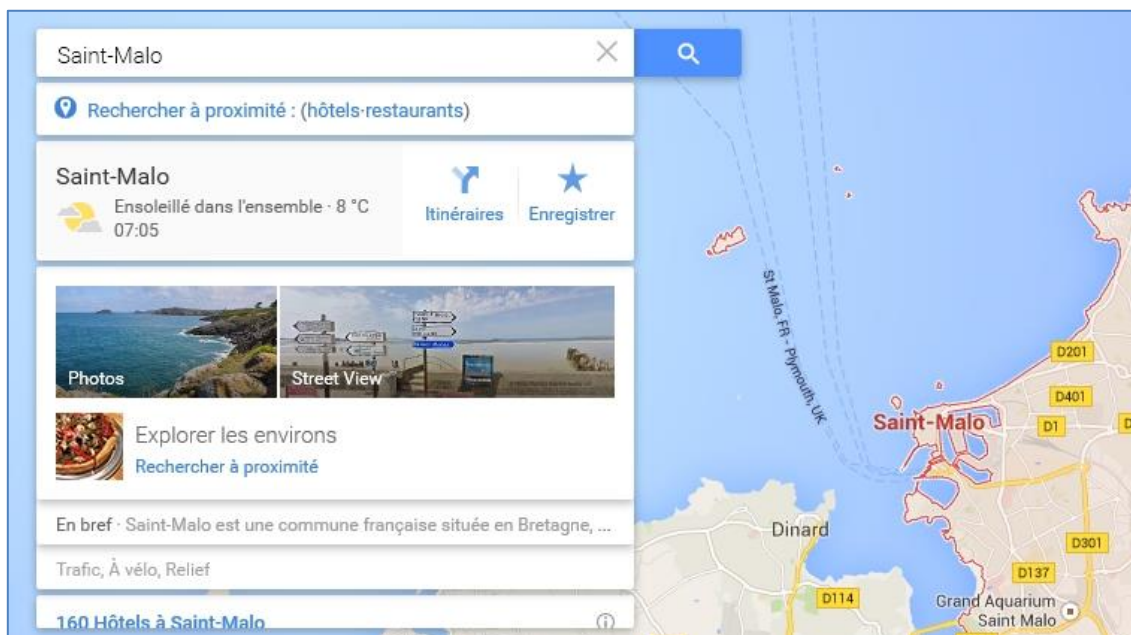 Saint-Malo
Rechercher à proximité : (hôtels·restaurants)
Saint-Malo
Ensoleillé dans l'ensemble · 8 °C
07:05
Itinéraires
Enregistrer
Photos
Street View
Explorer les environs
Rechercher à proximité
En bref · Saint-Malo est une commune française située en Bretagne, ...
Trafic, À vélo, Relief
160 Hôtels à Saint-Malo
St Malo, FR - Plymouth, UK
D201
D401
Saint-Malo
D1
D
Dinard
D301
D137
D114
Grand Aquarium
Saint Malo